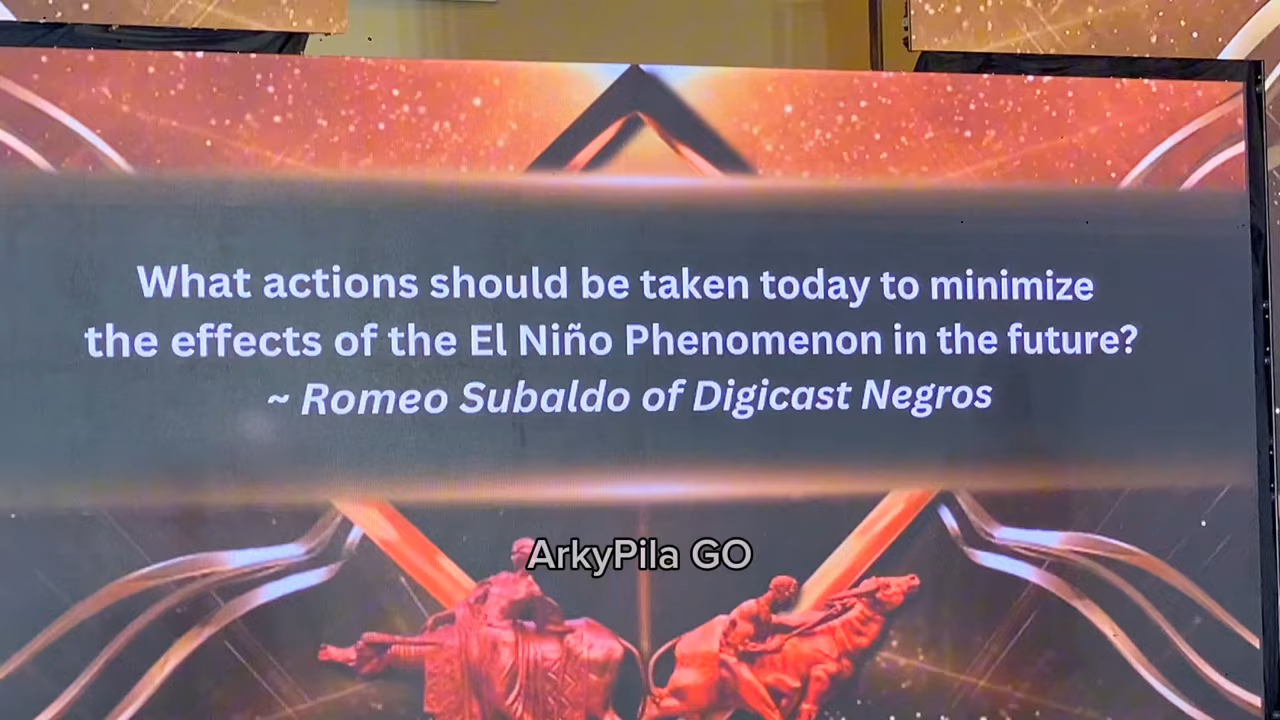 What actions should be taken today to minimize
the effects of the El Niño Phenomenon in the future?
~ Romeo Subaldo of Digicast Negros
ArkyPila GO